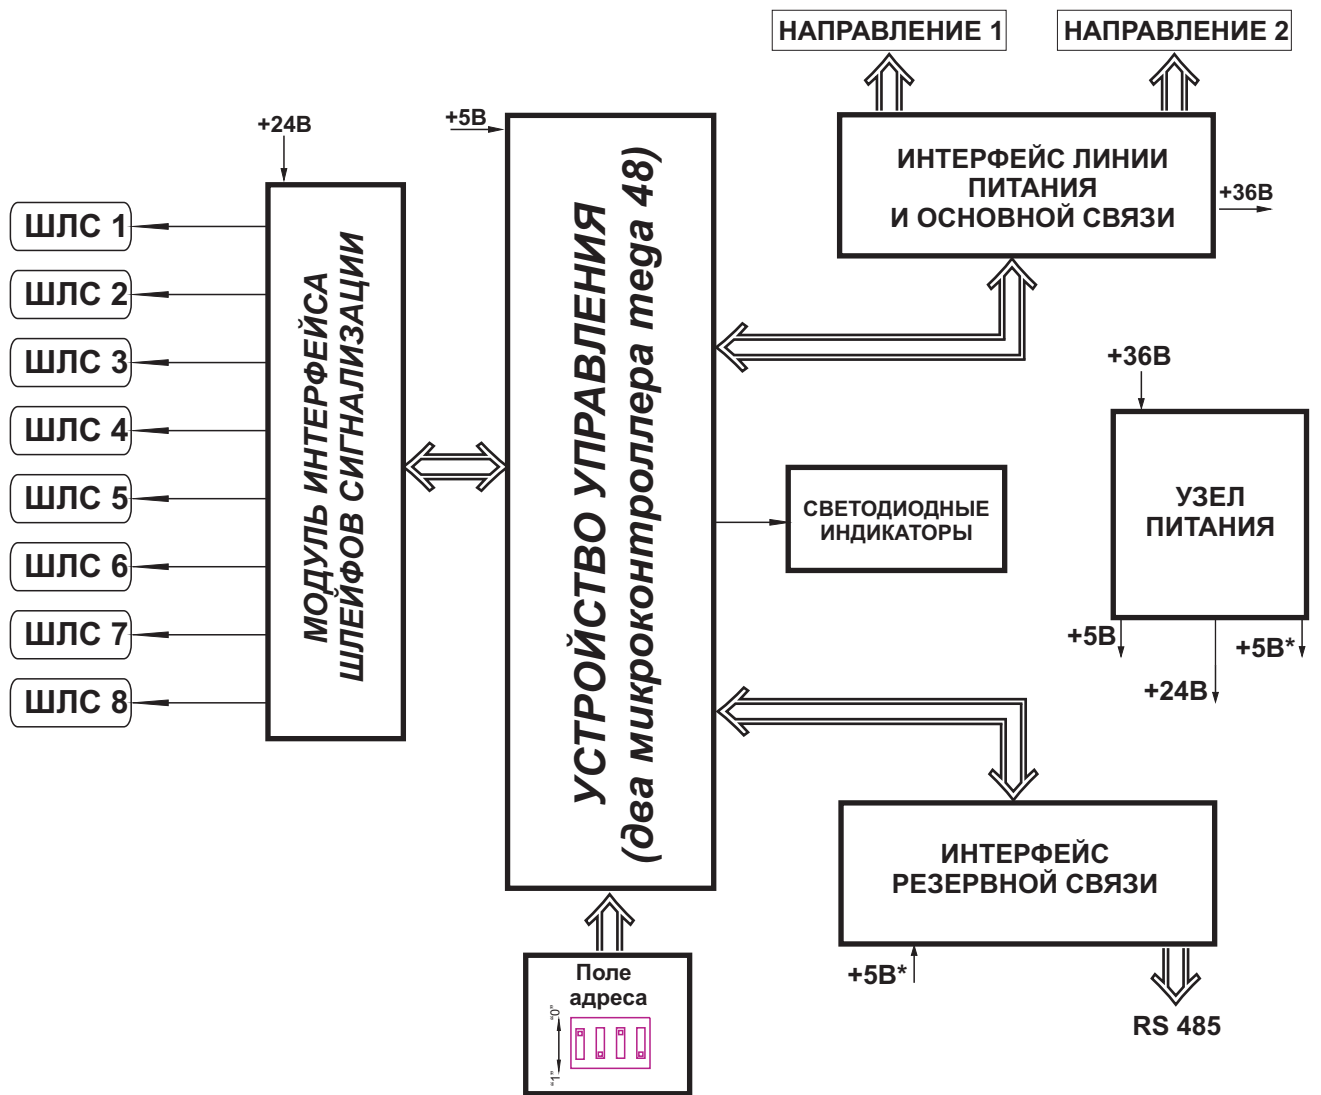 НАПРАВЛЕНИЕ 1
НАПРАВЛЕНИЕ 2
+24В
+5В
ИНТЕРФЕЙС ЛИНИИ
ПИТАНИЯ
И ОСНОВНОЙ СВЯЗИ
+36В
ШЛС 1
ШЛС 2
ШЛС 3
ШЛС 4
ШЛС 5
ШЛС 6
ШЛС 7
ШЛС 8
МОДУЛЬ ИНТЕРФЕЙСА
ШЛЕЙФОВ СИГНАЛИЗАЦИИ
УСТРОЙСТВО УПРАВЛЕНИЯ
(два микроконтроллера mega 48)
СВЕТОДИОДНЫЕ
ИНДИКАТОРЫ
+36В
УЗЕЛ
ПИТАНИЯ
+5В
+24В
+5В*
ИНТЕРФЕЙС
РЕЗЕРВНОЙ СВЯЗИ
+5В*
RS 485
Поле
адреса
“0”
“1”